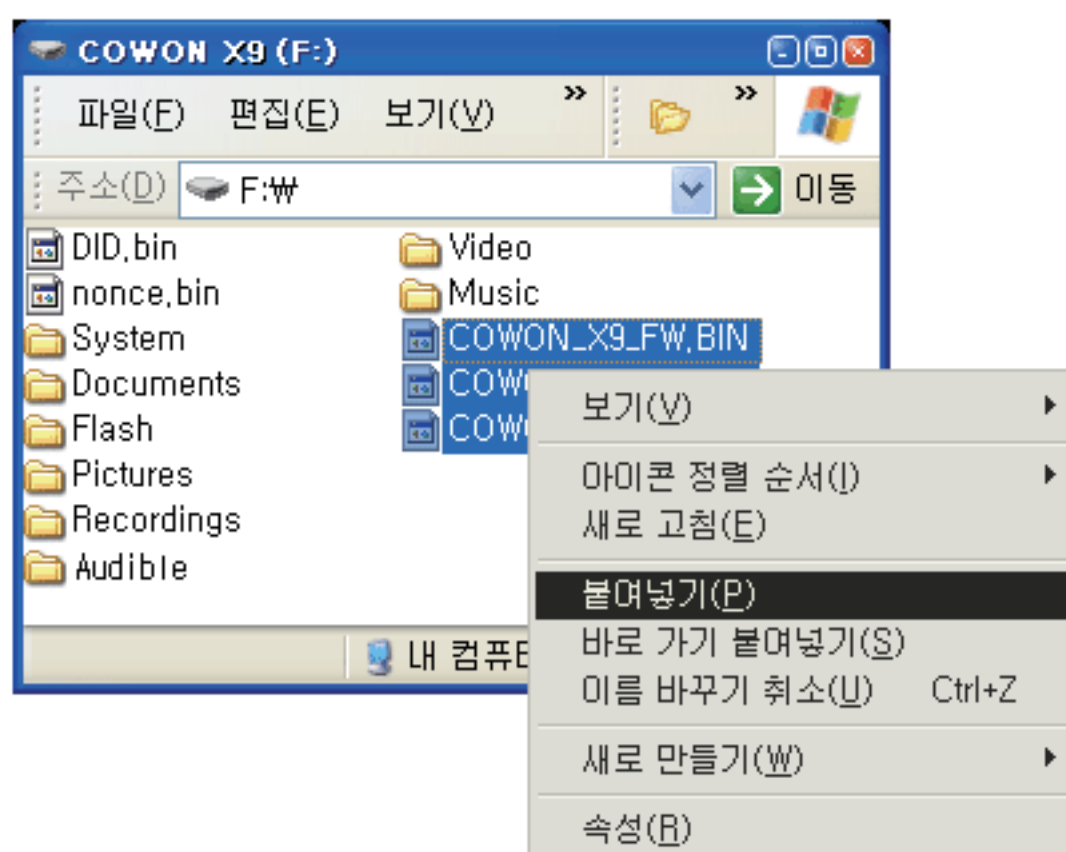 COWON X9 (F:)
파일(F) 편집(E) 보기(V) »  »
주소(D) F:₩ 이동
DID.bin
nonce.bin
System
Documents
Flash
Pictures
Recordings
Audible
Video
Music
COWON_X9_FW.BIN
보기(V)
아이콘 정렬 순서(I)
새로 고침(E)
붙여넣기(P)
바로 가기 붙여넣기(S)
이름 바꾸기 취소(U) Ctrl+Z
새로 만들기(W)
속성(R)
내